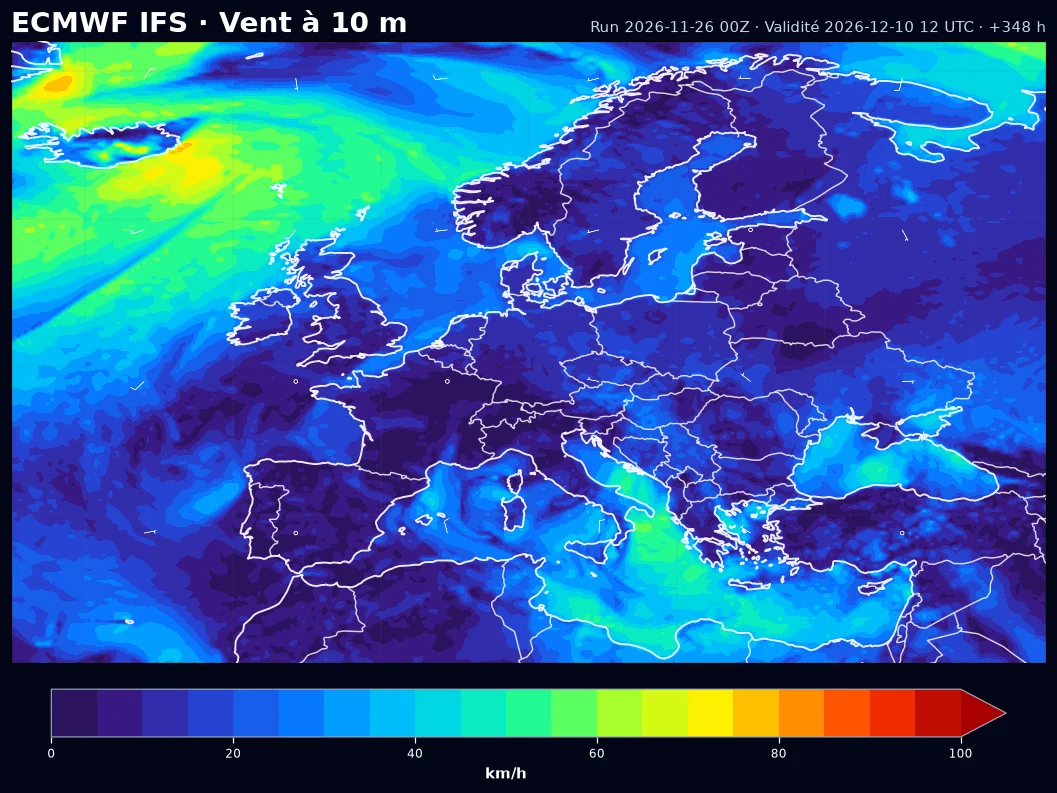 ECMWF IFS · Vent à 10 m
Run 2026-11-26 00Z · Validité 2026-12-10 12 UTC · +348 h
0 20 40 60 80 100
km/h